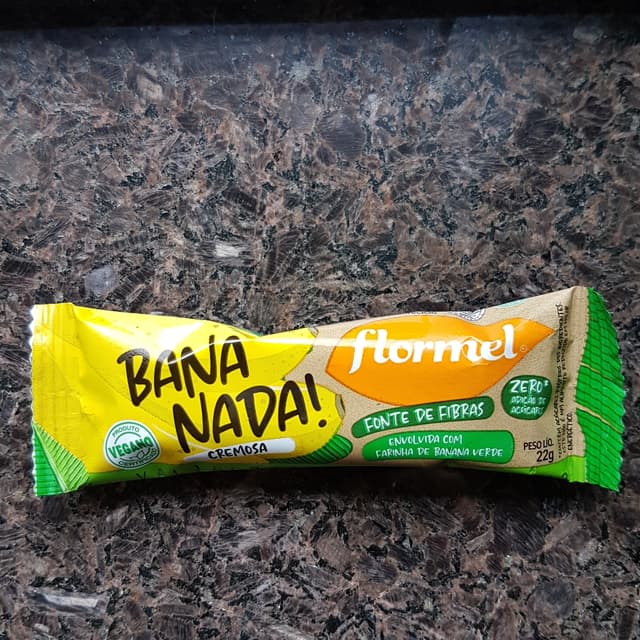 BANA
NADA!
CREMOSA
PRODUTO
VEGANO
flormel
ZERO*
ADIÇÃO DE
AÇÚCARES
FONTE DE FIBRAS
ENVOLVIDA COM
FARINHA DE BANANA VERDE
PESO LÍQ.
22g